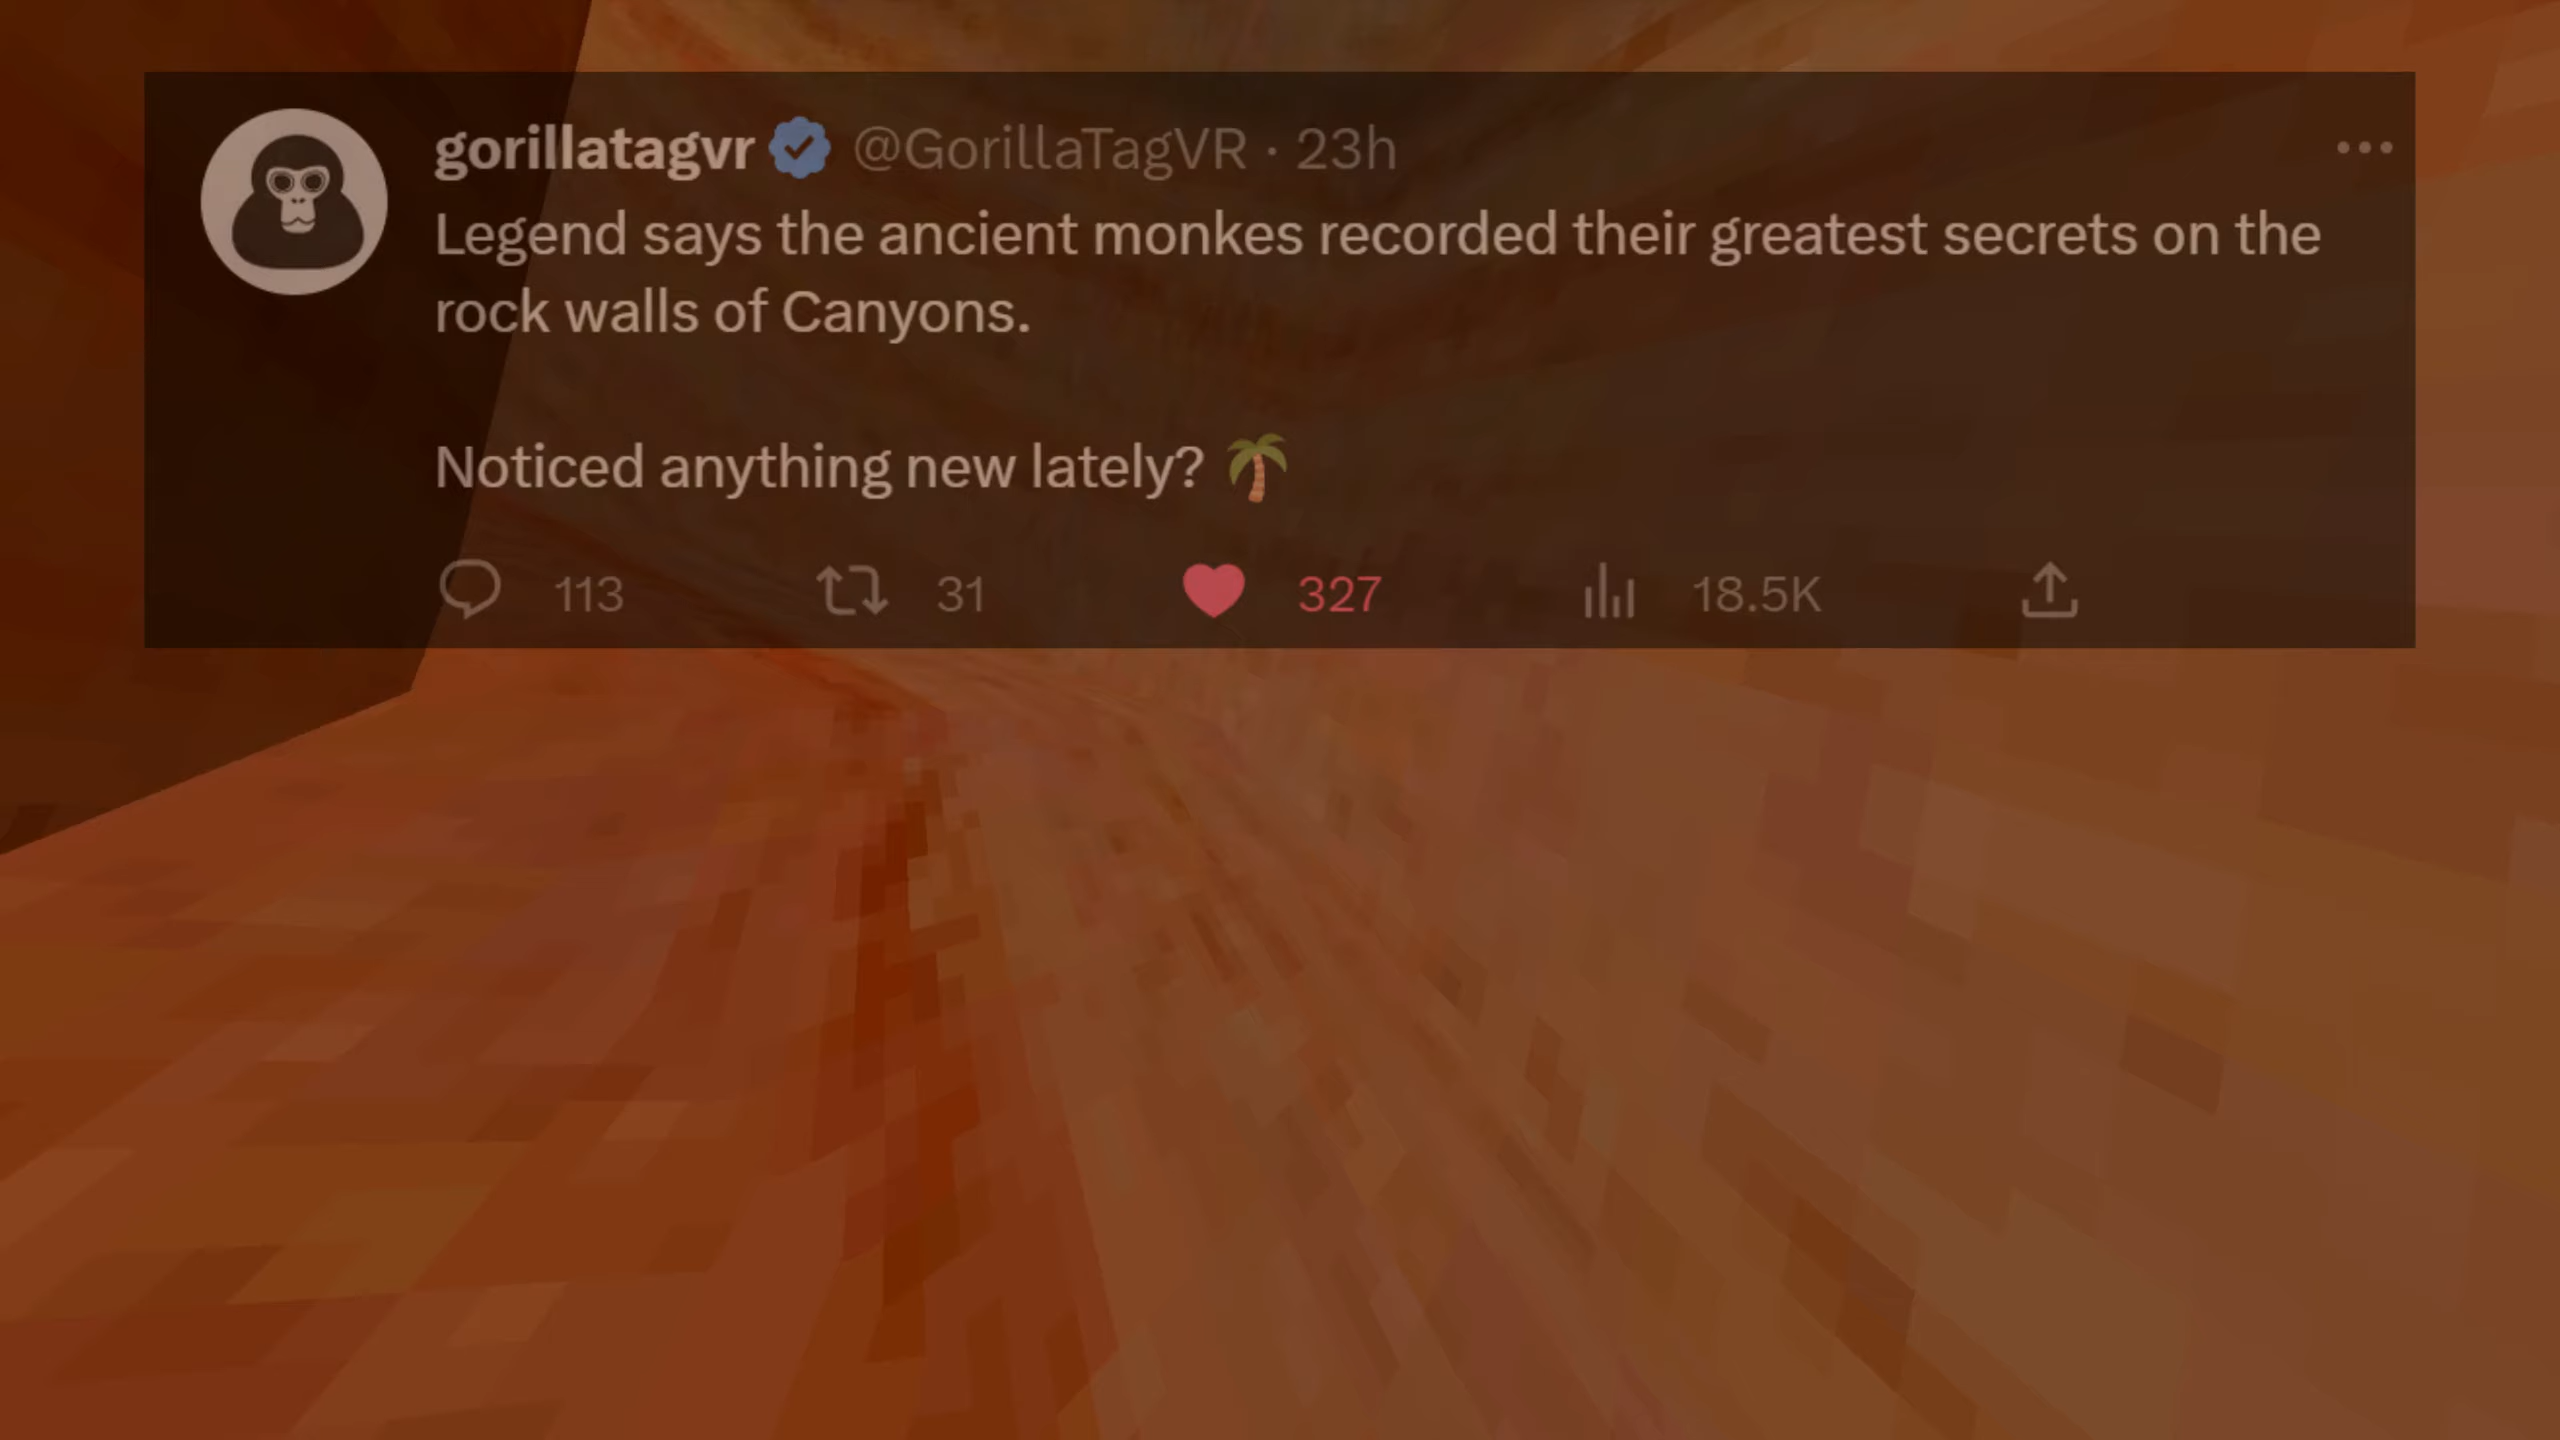 gorillatagvr @GorillaTagVR · 23h
Legend says the ancient monkes recorded their greatest secrets on the
rock walls of Canyons.
Noticed anything new lately? 🌴
113 31 327 18.5K